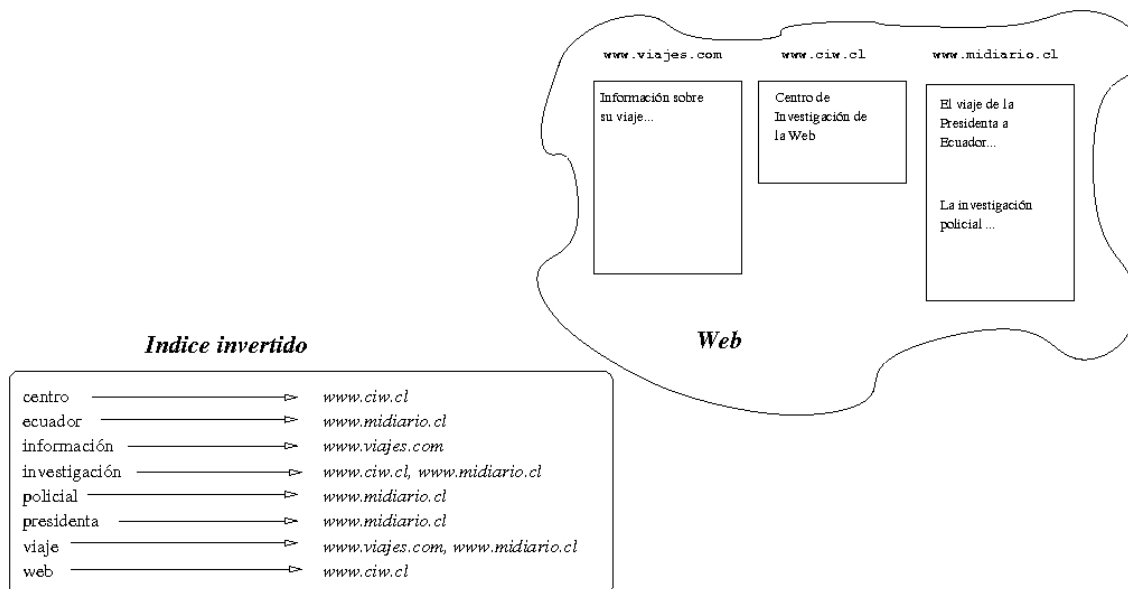 www.viajes.com
www.ciw.cl
www.midiario.cl
Información sobre
su viaje...
Centro de
Investigación de
la Web
El viaje de la
Presidenta a
Ecuador...
La investigación
policial ...
Web
Indice invertido
centro www.ciw.cl
ecuador www.midiario.cl
información www.viajes.com
investigación www.ciw.cl, www.midiario.cl
policial www.midiario.cl
presidenta www.midiario.cl
viaje www.viajes.com, www.midiario.cl
web www.ciw.cl